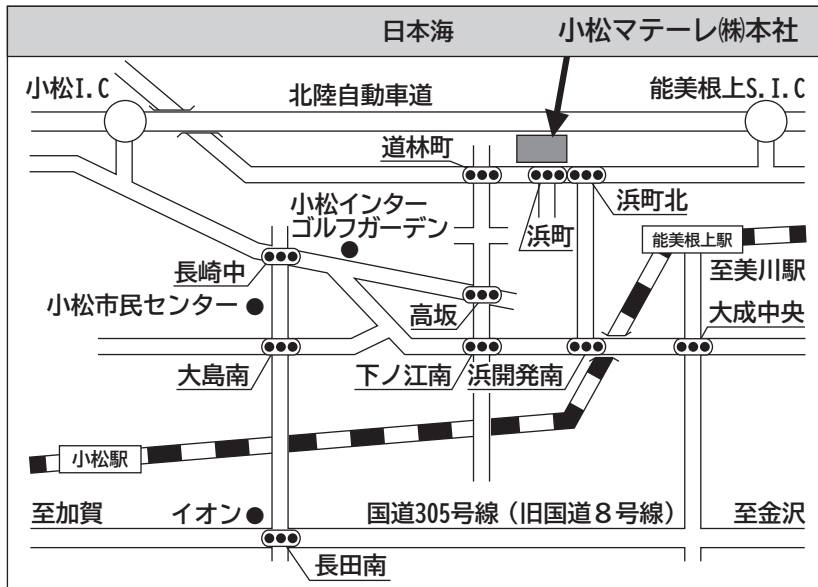 日本海
小松マテーレ㈱本社
小松I.C
北陸自動車道
能美根上S.I.C
道林町
浜町北
浜町
小松インター
ゴルフガーデン
能美根上駅
至美川駅
長崎中
小松市民センター
高坂
大成中央
大島南
下ノ江南
浜開発南
小松駅
至加賀
イオン
国道305号線（旧国道８号線）
至金沢
長田南